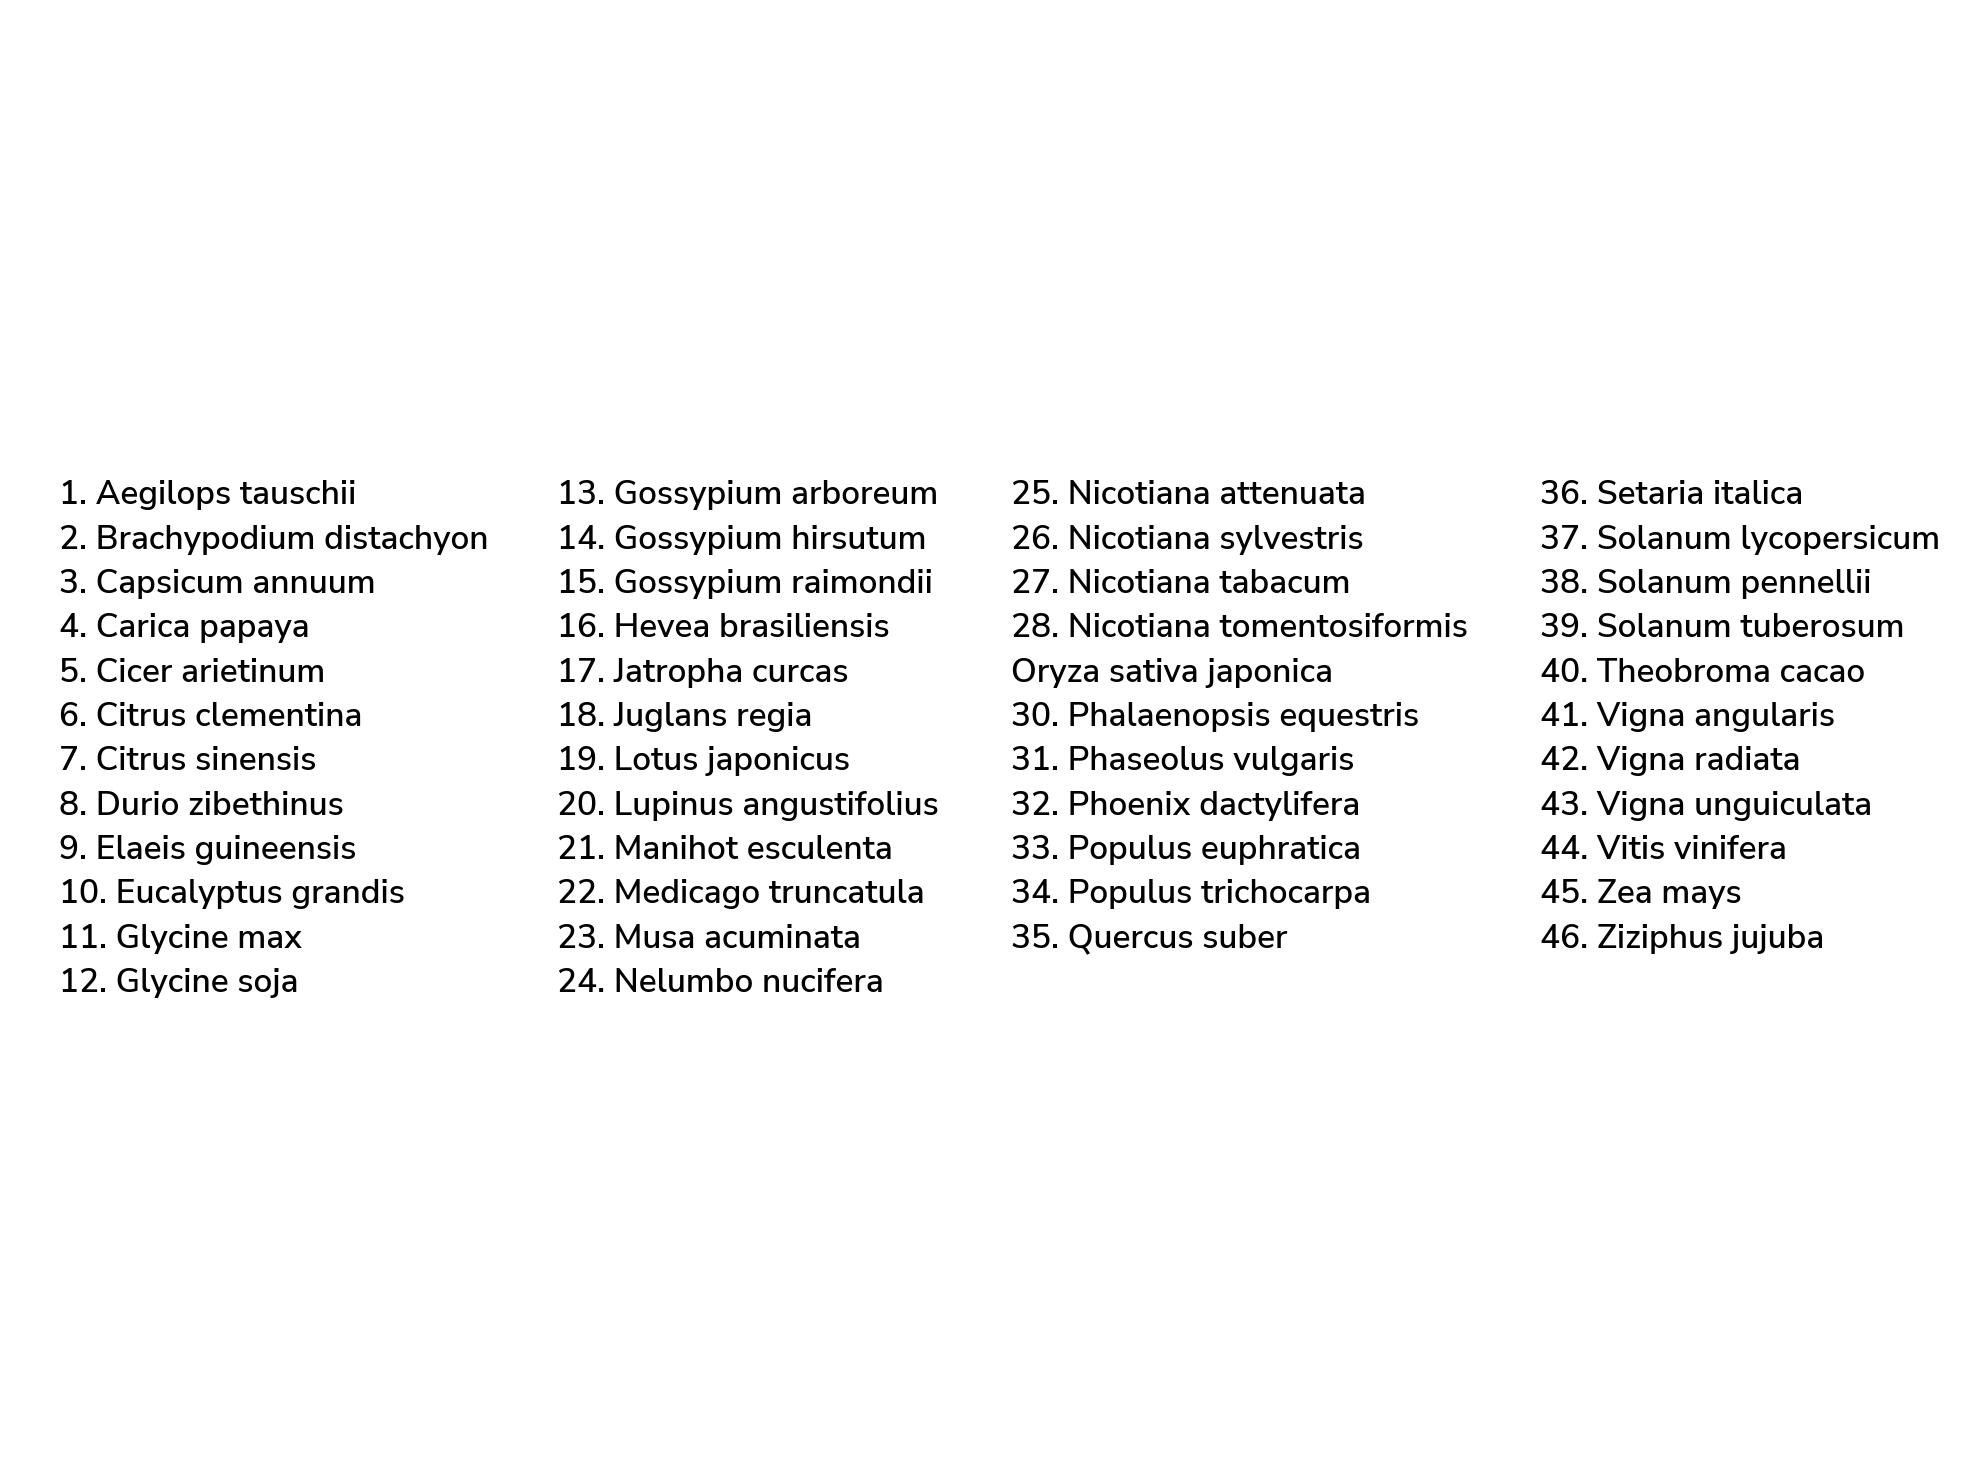 1. Aegilops tauschii
2. Brachypodium distachyon
3. Capsicum annuum
4. Carica papaya
5. Cicer arietinum
6. Citrus clementina
7. Citrus sinensis
8. Durio zibethinus
9. Elaeis guineensis
10. Eucalyptus grandis
11. Glycine max
12. Glycine soja
13. Gossypium arboreum
14. Gossypium hirsutum
15. Gossypium raimondii
16. Hevea brasiliensis
17. Jatropha curcas
18. Juglans regia
19. Lotus japonicus
20. Lupinus angustifolius
21. Manihot esculenta
22. Medicago truncatula
23. Musa acuminata
24. Nelumbo nucifera
25. Nicotiana attenuata
26. Nicotiana sylvestris
27. Nicotiana tabacum
28. Nicotiana tomentosiformis
Oryza sativa japonica
30. Phalaenopsis equestris
31. Phaseolus vulgaris
32. Phoenix dactylifera
33. Populus euphratica
34. Populus trichocarpa
35. Quercus suber
36. Setaria italica
37. Solanum lycopersicum
38. Solanum pennellii
39. Solanum tuberosum
40. Theobroma cacao
41. Vigna angularis
42. Vigna radiata
43. Vigna unguiculata
44. Vitis vinifera
45. Zea mays
46. Ziziphus jujuba